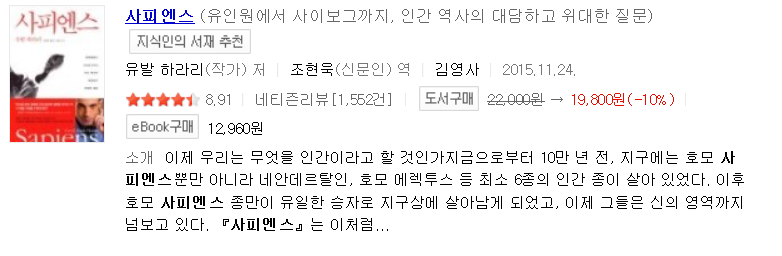 사피엔스
Sapiens
사피엔스 (유인원에서 사이보그까지, 인간 역사의 대담하고 위대한 질문)
지식인의 서재 추천
유발 하라리(작가) 저 | 조현욱(신문인) 역 | 김영사 | 2015.11.24.
8.91 | 네티즌리뷰[1,552건] | 도서구매 22,000원 → 19,800원(-10%) |
eBook구매 12,960원
소개 이제 우리는 무엇을 인간이라고 할 것인가지금으로부터 10만 년 전, 지구에는 호모 사
피엔스뿐만 아니라 네안데르탈인, 호모 에렉투스 등 최소 6종의 인간 종이 살아 있었다. 이후
호모 사피엔스 종만이 유일한 승자로 지구상에 살아남게 되었고, 이제 그들은 신의 영역까지
넘보고 있다. 『사피엔스』는 이처럼...